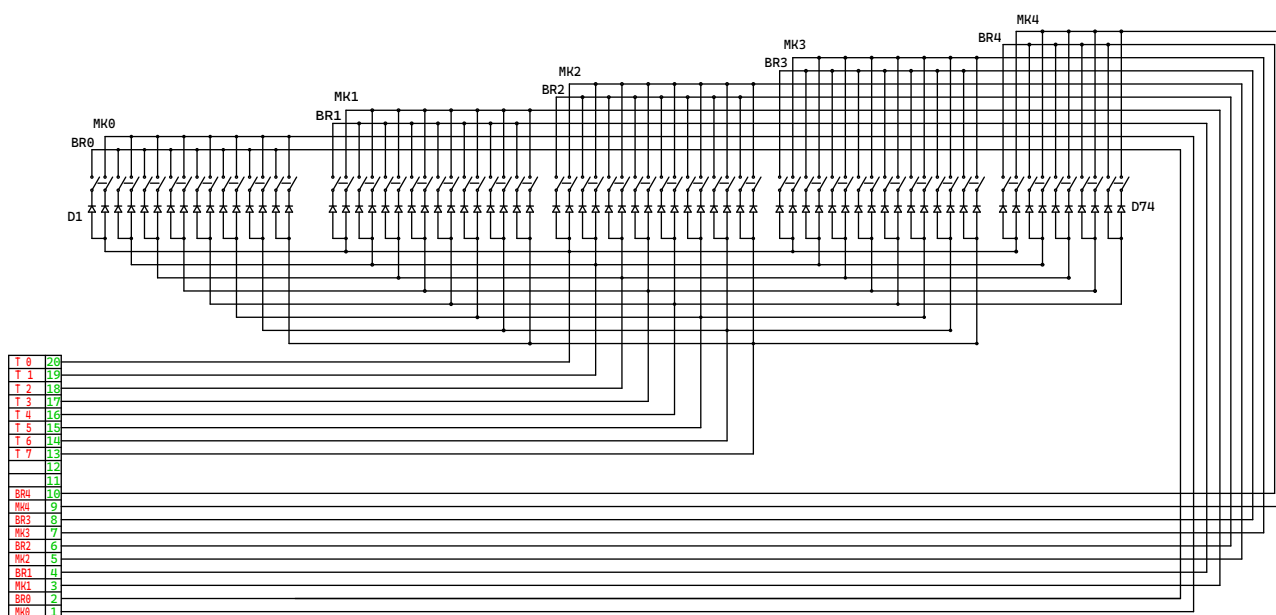 MK4
BR4
MK3
BR3
MK2
BR2
MK1
BR1
MK0
BR0
D1
D74
T 0 20
T 1 19
T 2 18
T 3 17
T 4 16
T 5 15
T 6 14
T 7 13
12
11
BR4 10
MK4 9
BR3 8
MK3 7
BR2 6
MK2 5
BR1 4
MK1 3
BR0 2
MK0 1